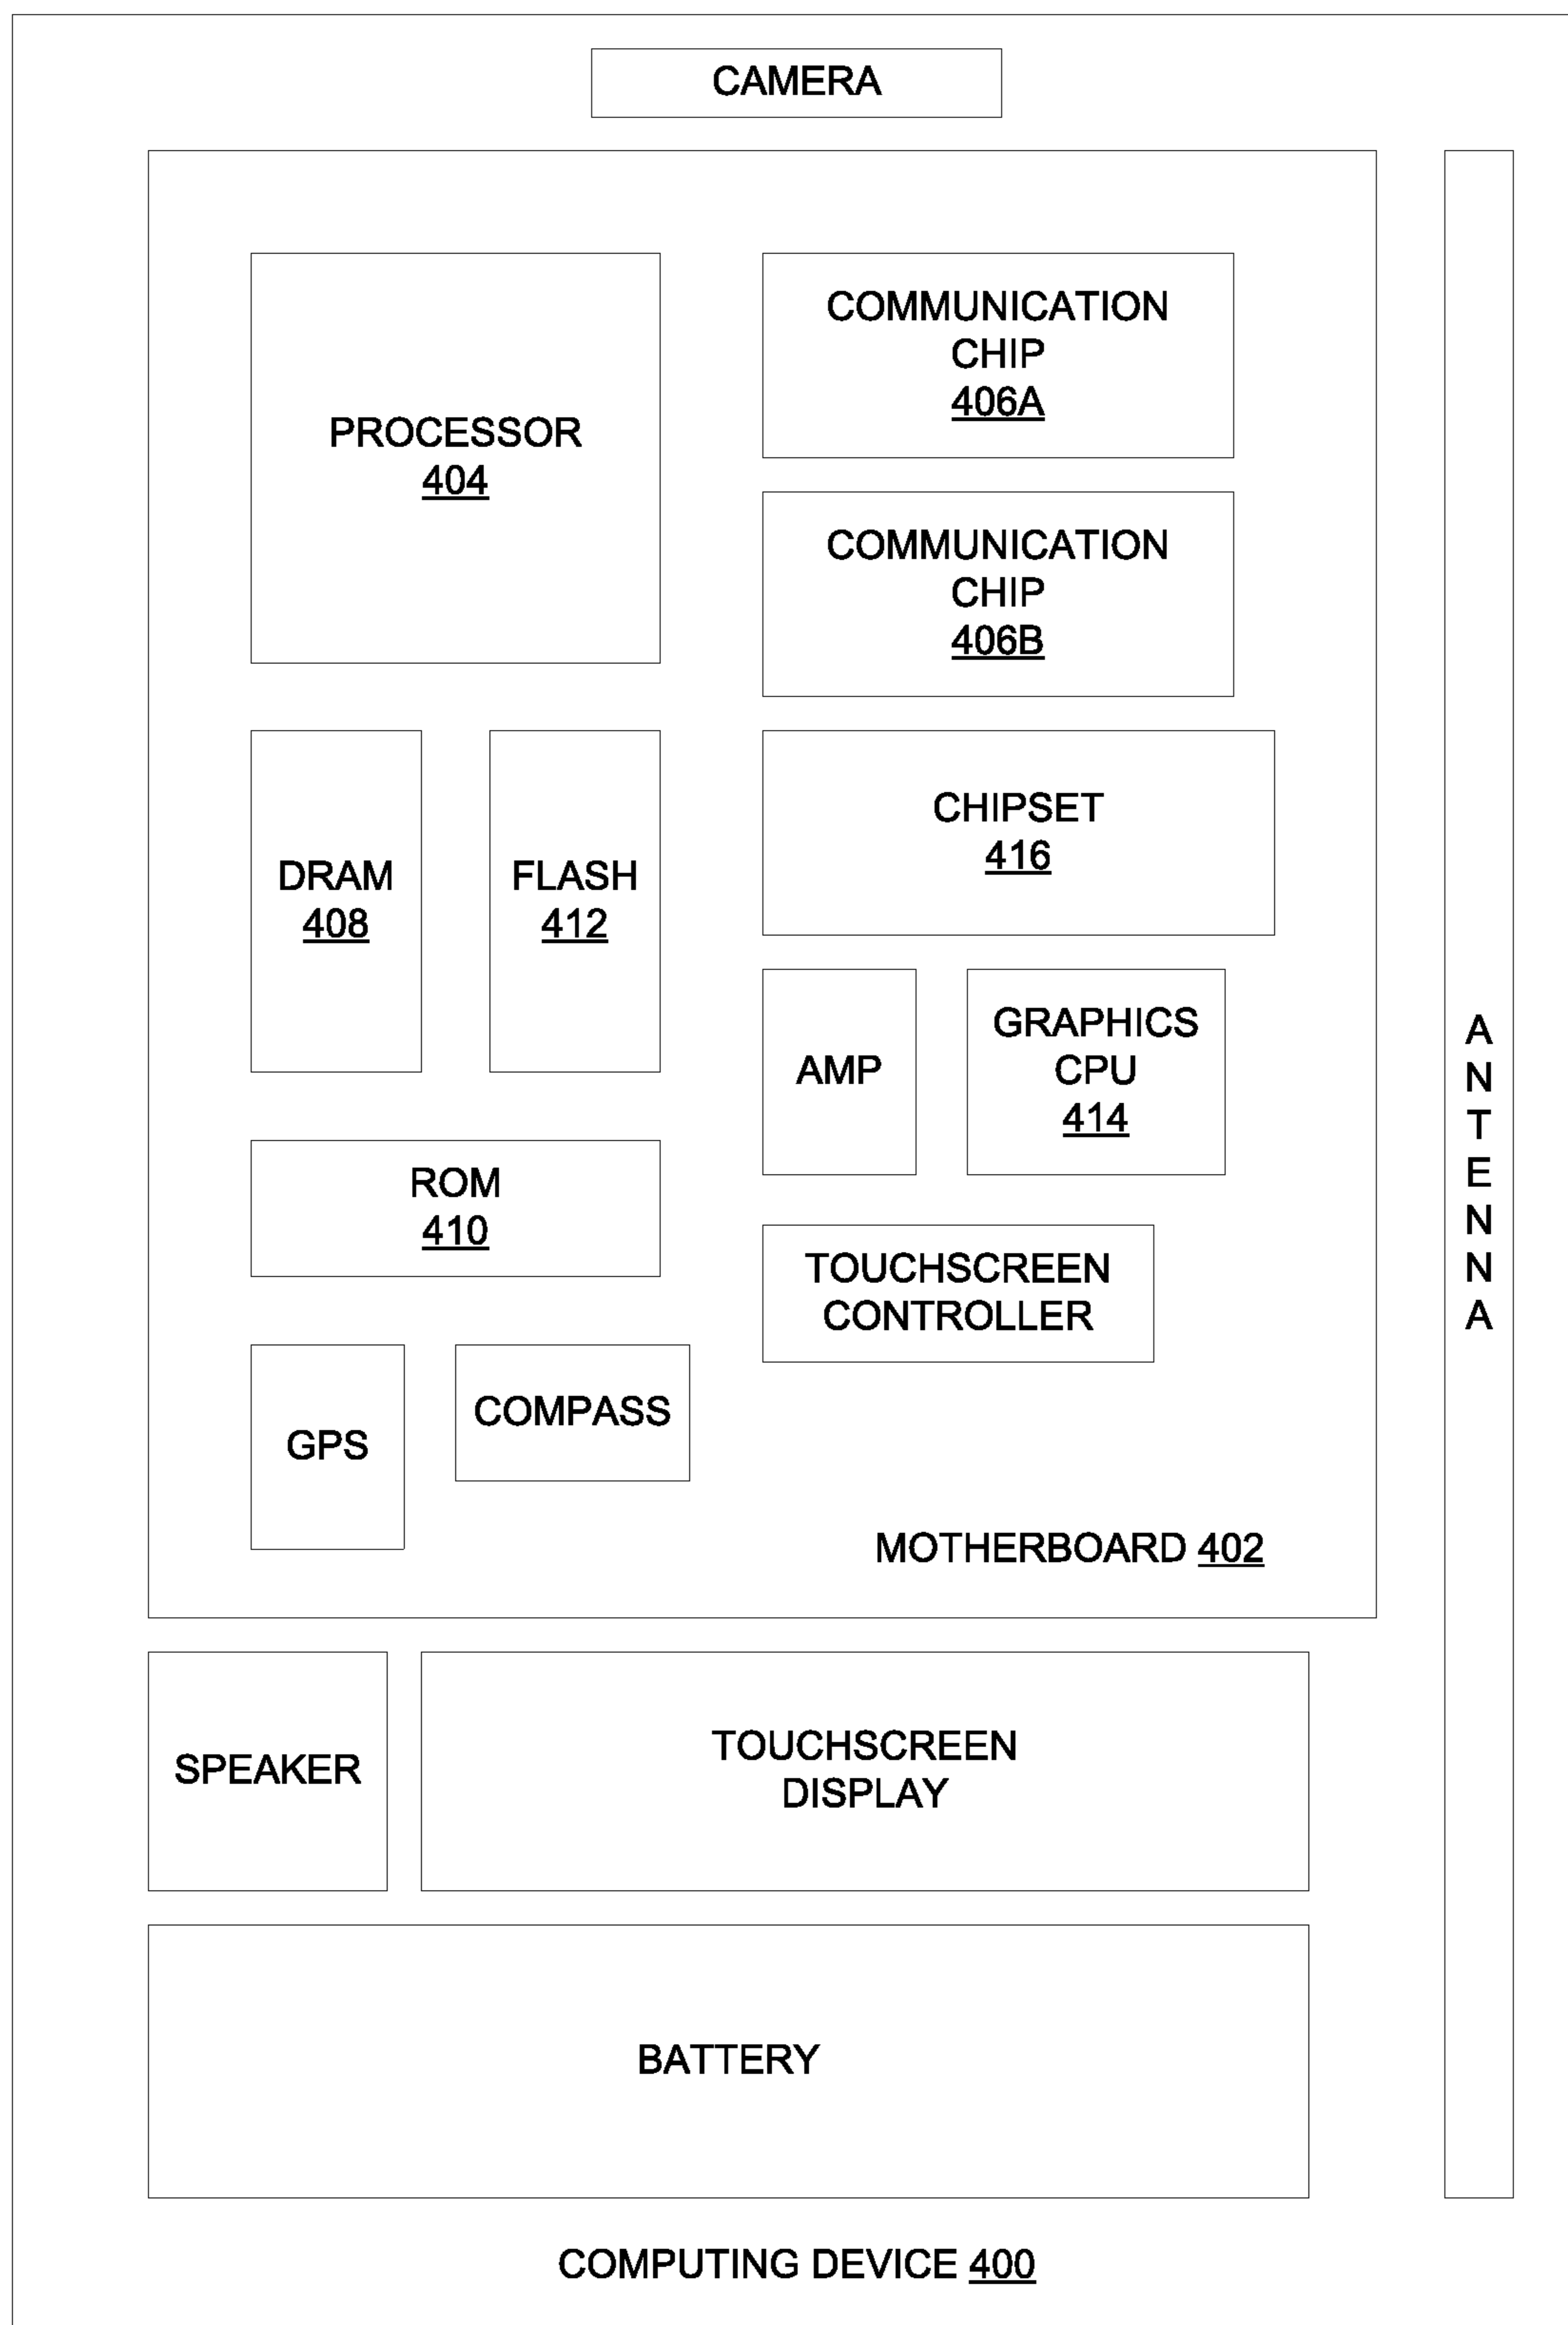 CAMERA
PROCESSOR
404
COMMUNICATION
CHIP
406A
COMMUNICATION
CHIP
406B
DRAM
408
FLASH
412
CHIPSET
416
AMP
GRAPHICS
CPU
414
ROM
410
TOUCHSCREEN
CONTROLLER
GPS
COMPASS
MOTHERBOARD 402
A
N
T
E
N
N
A
SPEAKER
TOUCHSCREEN
DISPLAY
BATTERY
COMPUTING DEVICE 400